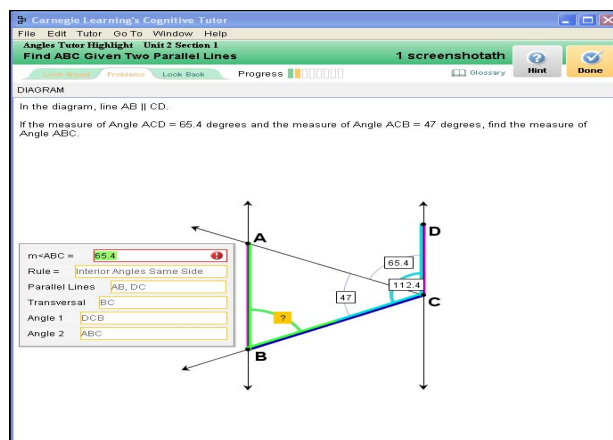 Carnegie Learning's Cognitive Tutor
File Edit Tutor Go To Window Help
Angles Tutor Highlight Unit 2 Section 1
Find ABC Given Two Parallel Lines
1 screenshotath
Hint
Done
Look Ahead
Problems
Look Back
Progress
Glossary
DIAGRAM
In the diagram, line AB || CD.
If the measure of Angle ACD = 65.4 degrees and the measure of Angle ACB = 47 degrees, find the measure of
Angle ABC.
A
D
65.4
112.4
47
C
?
B
m<ABC = 65.4
Rule = Interior Angles Same Side
Parallel Lines AB, DC
Transversal BC
Angle 1 DCB
Angle 2 ABC